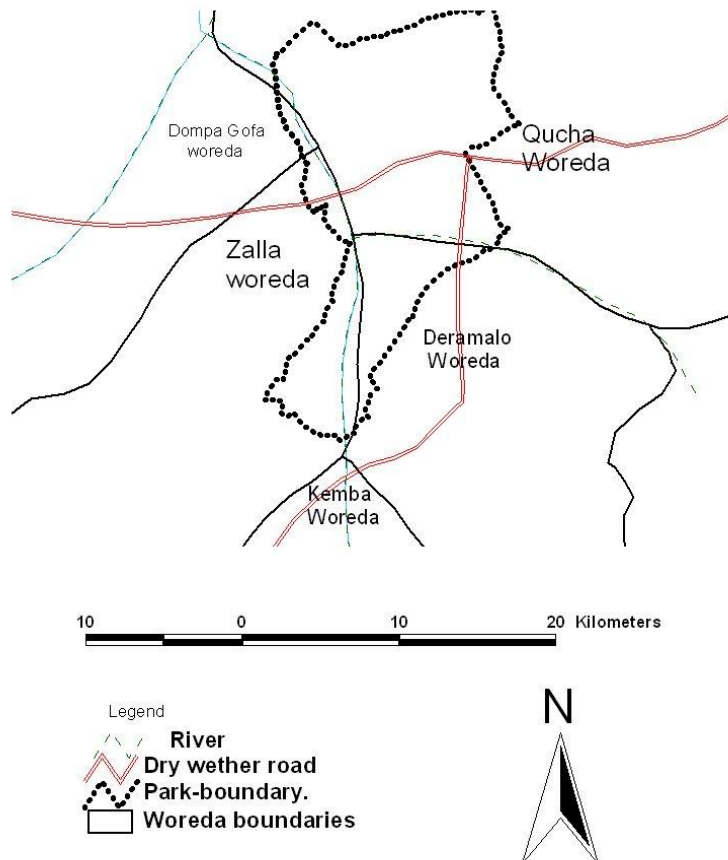 Dompa Gofa
woreda
Qucha
Woreda
Zalla
woreda
Deramalo
Woreda
Kemba
Woreda
10 0 10 20 Kilometers
Legend
River
Dry wether road
Park-boundary.
Woreda boundaries
N